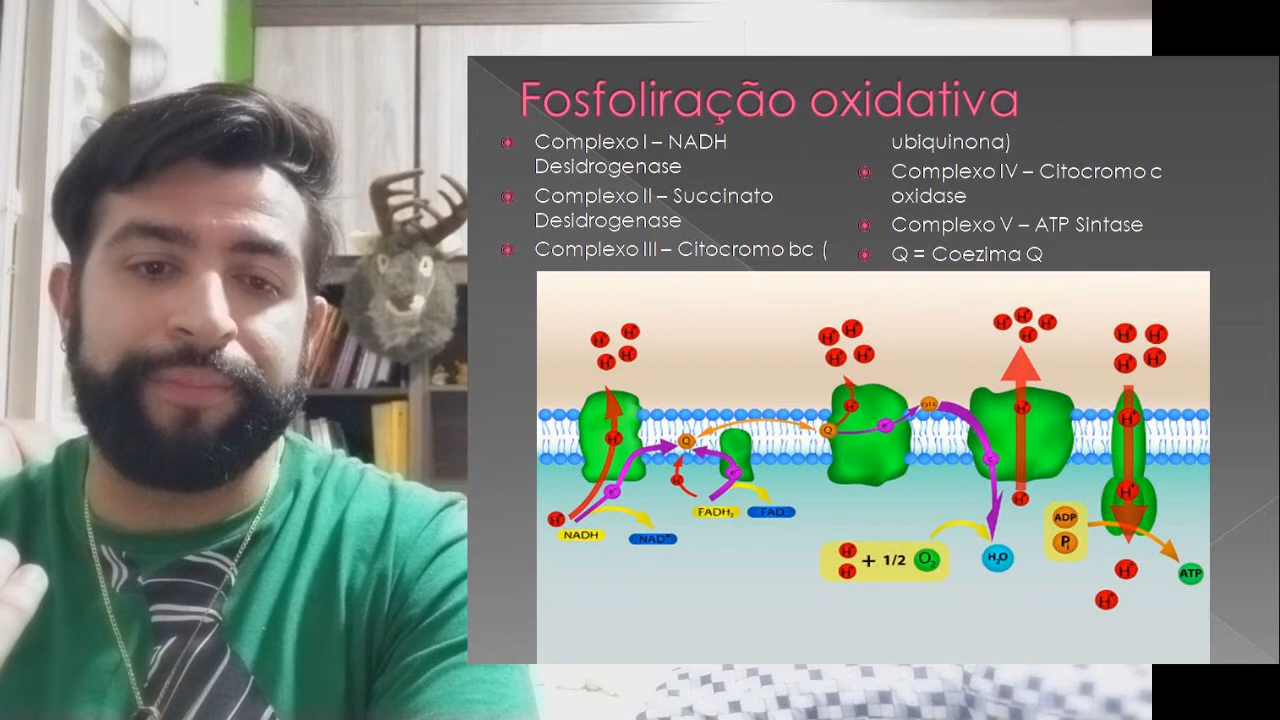 Fosfoliração oxidativa
Complexo I – NADH
Desidrogenase
Complexo II – Succinato
Desidrogenase
Complexo III – Citocromo bc (
ubiquinona)
Complexo IV – Citocromo c
oxidase
Complexo V – ATP Sintase
Q = Coezima Q
H⁺ H⁺ H⁺ H⁺
H⁺ H⁺ H⁺ H⁺
H⁺ H⁺ H⁺ H⁺
H⁺ H⁺ H⁺ H⁺
H⁺
H⁺
H⁺
H⁺
Q
Q
e⁻
e⁻
e⁻
e⁻
H⁺
H⁺
H⁺
H⁺
NADH
NAD⁺
FADH₂
FAD
H⁺
H⁺
+ 1/2
O₂
H₂O
ADP
Pi
ATP
H⁺
H⁺